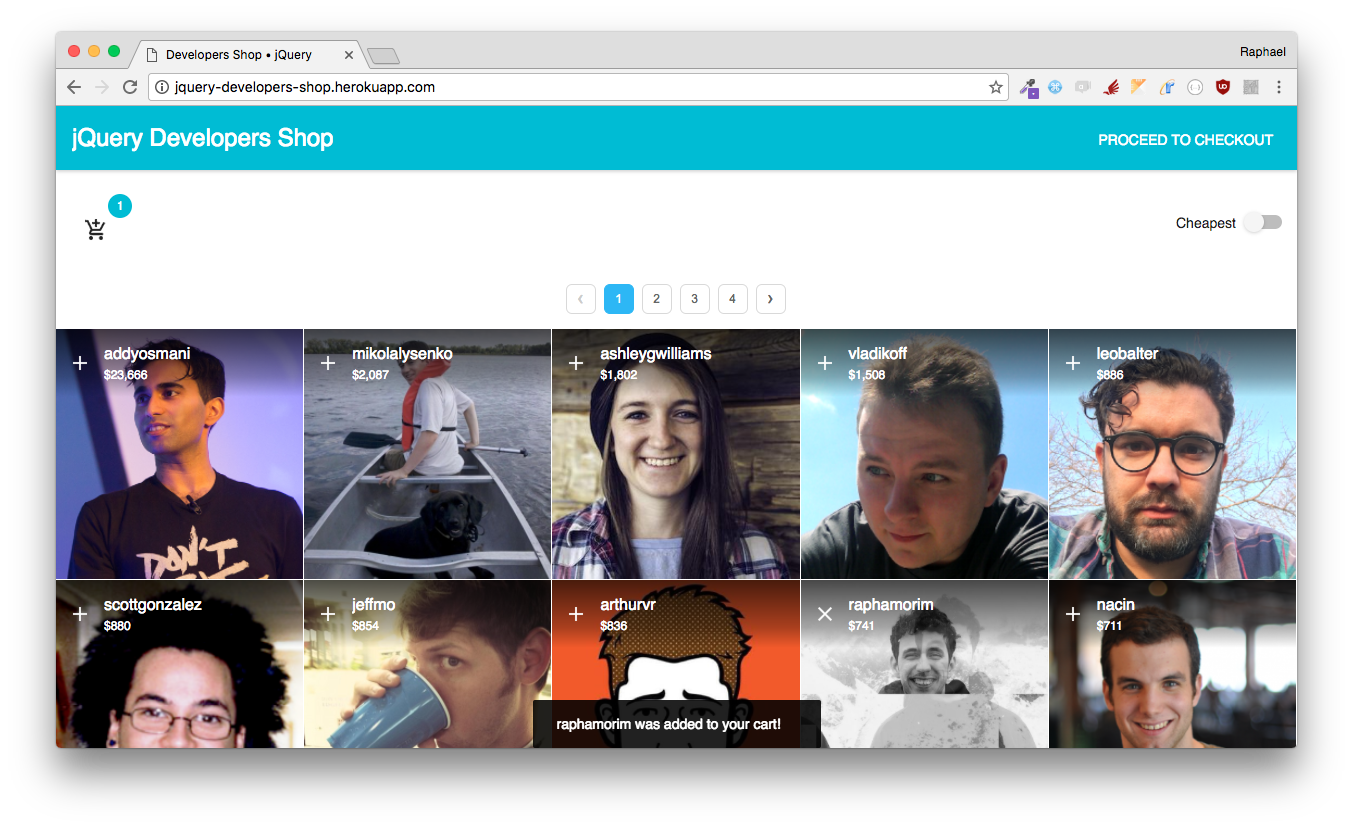 Developers Shop • jQuery
Raphael
jquery-developers-shop.herokuapp.com
jQuery Developers Shop
PROCEED TO CHECKOUT
1
Cheapest
‹ 1 2 3 4 ›
addyosmani
$23,666
mikolalysenko
$2,087
ashleygwilliams
$1,802
vladikoff
$1,508
leobalter
$886
DON'T
scottgonzalez
$880
jeffmo
$854
arthurvr
$836
raphamorim
$741
nacin
$711
raphamorim was added to your cart!